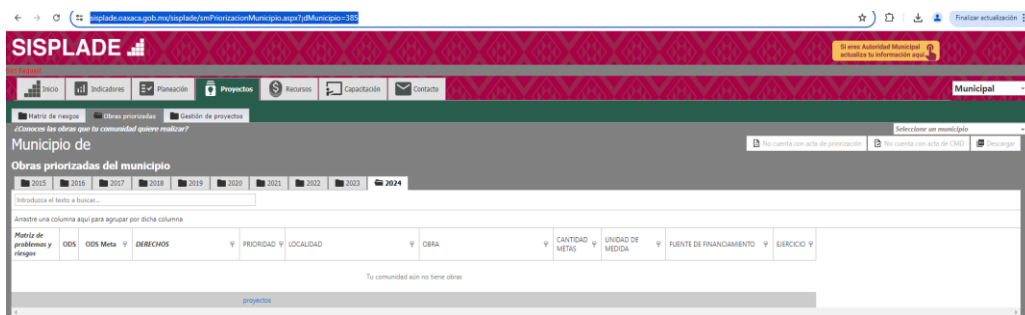 sisplade.oaxaca.gob.mx/sisplade/smPriorizacionMunicipio.aspx?jdMunicipio=385
Finalizar actualización
SISPLADE
Si eres Autoridad Municipal
actualiza tu información aquí
Inicio
Indicadores
Planeación
Proyectos
Recursos
Capacitación
Contacto
Municipal
Matriz de riesgos
Obras priorizadas
Gestión de proyectos
¿Conoces las obras que tu comunidad quiere realizar?
Seleccione un municipio
Municipio de
No cuenta con acta de priorización
No cuenta con acta de CMD
Descargar
Obras priorizadas del municipio
2015 2016 2017 2018 2019 2020 2021 2022 2023 2024
Introduzca el texto a buscar...
Arrastre una columna aquí para agrupar por dicha columna
Matriz de problemas y riesgos
ODS
ODS Meta
DERECHOS
PRIORIDAD
LOCALIDAD
OBRA
CANTIDAD METAS
UNIDAD DE MEDIDA
FUENTE DE FINANCIAMIENTO
EJERCICIO
Tu comunidad aún no tiene obras
proyectos